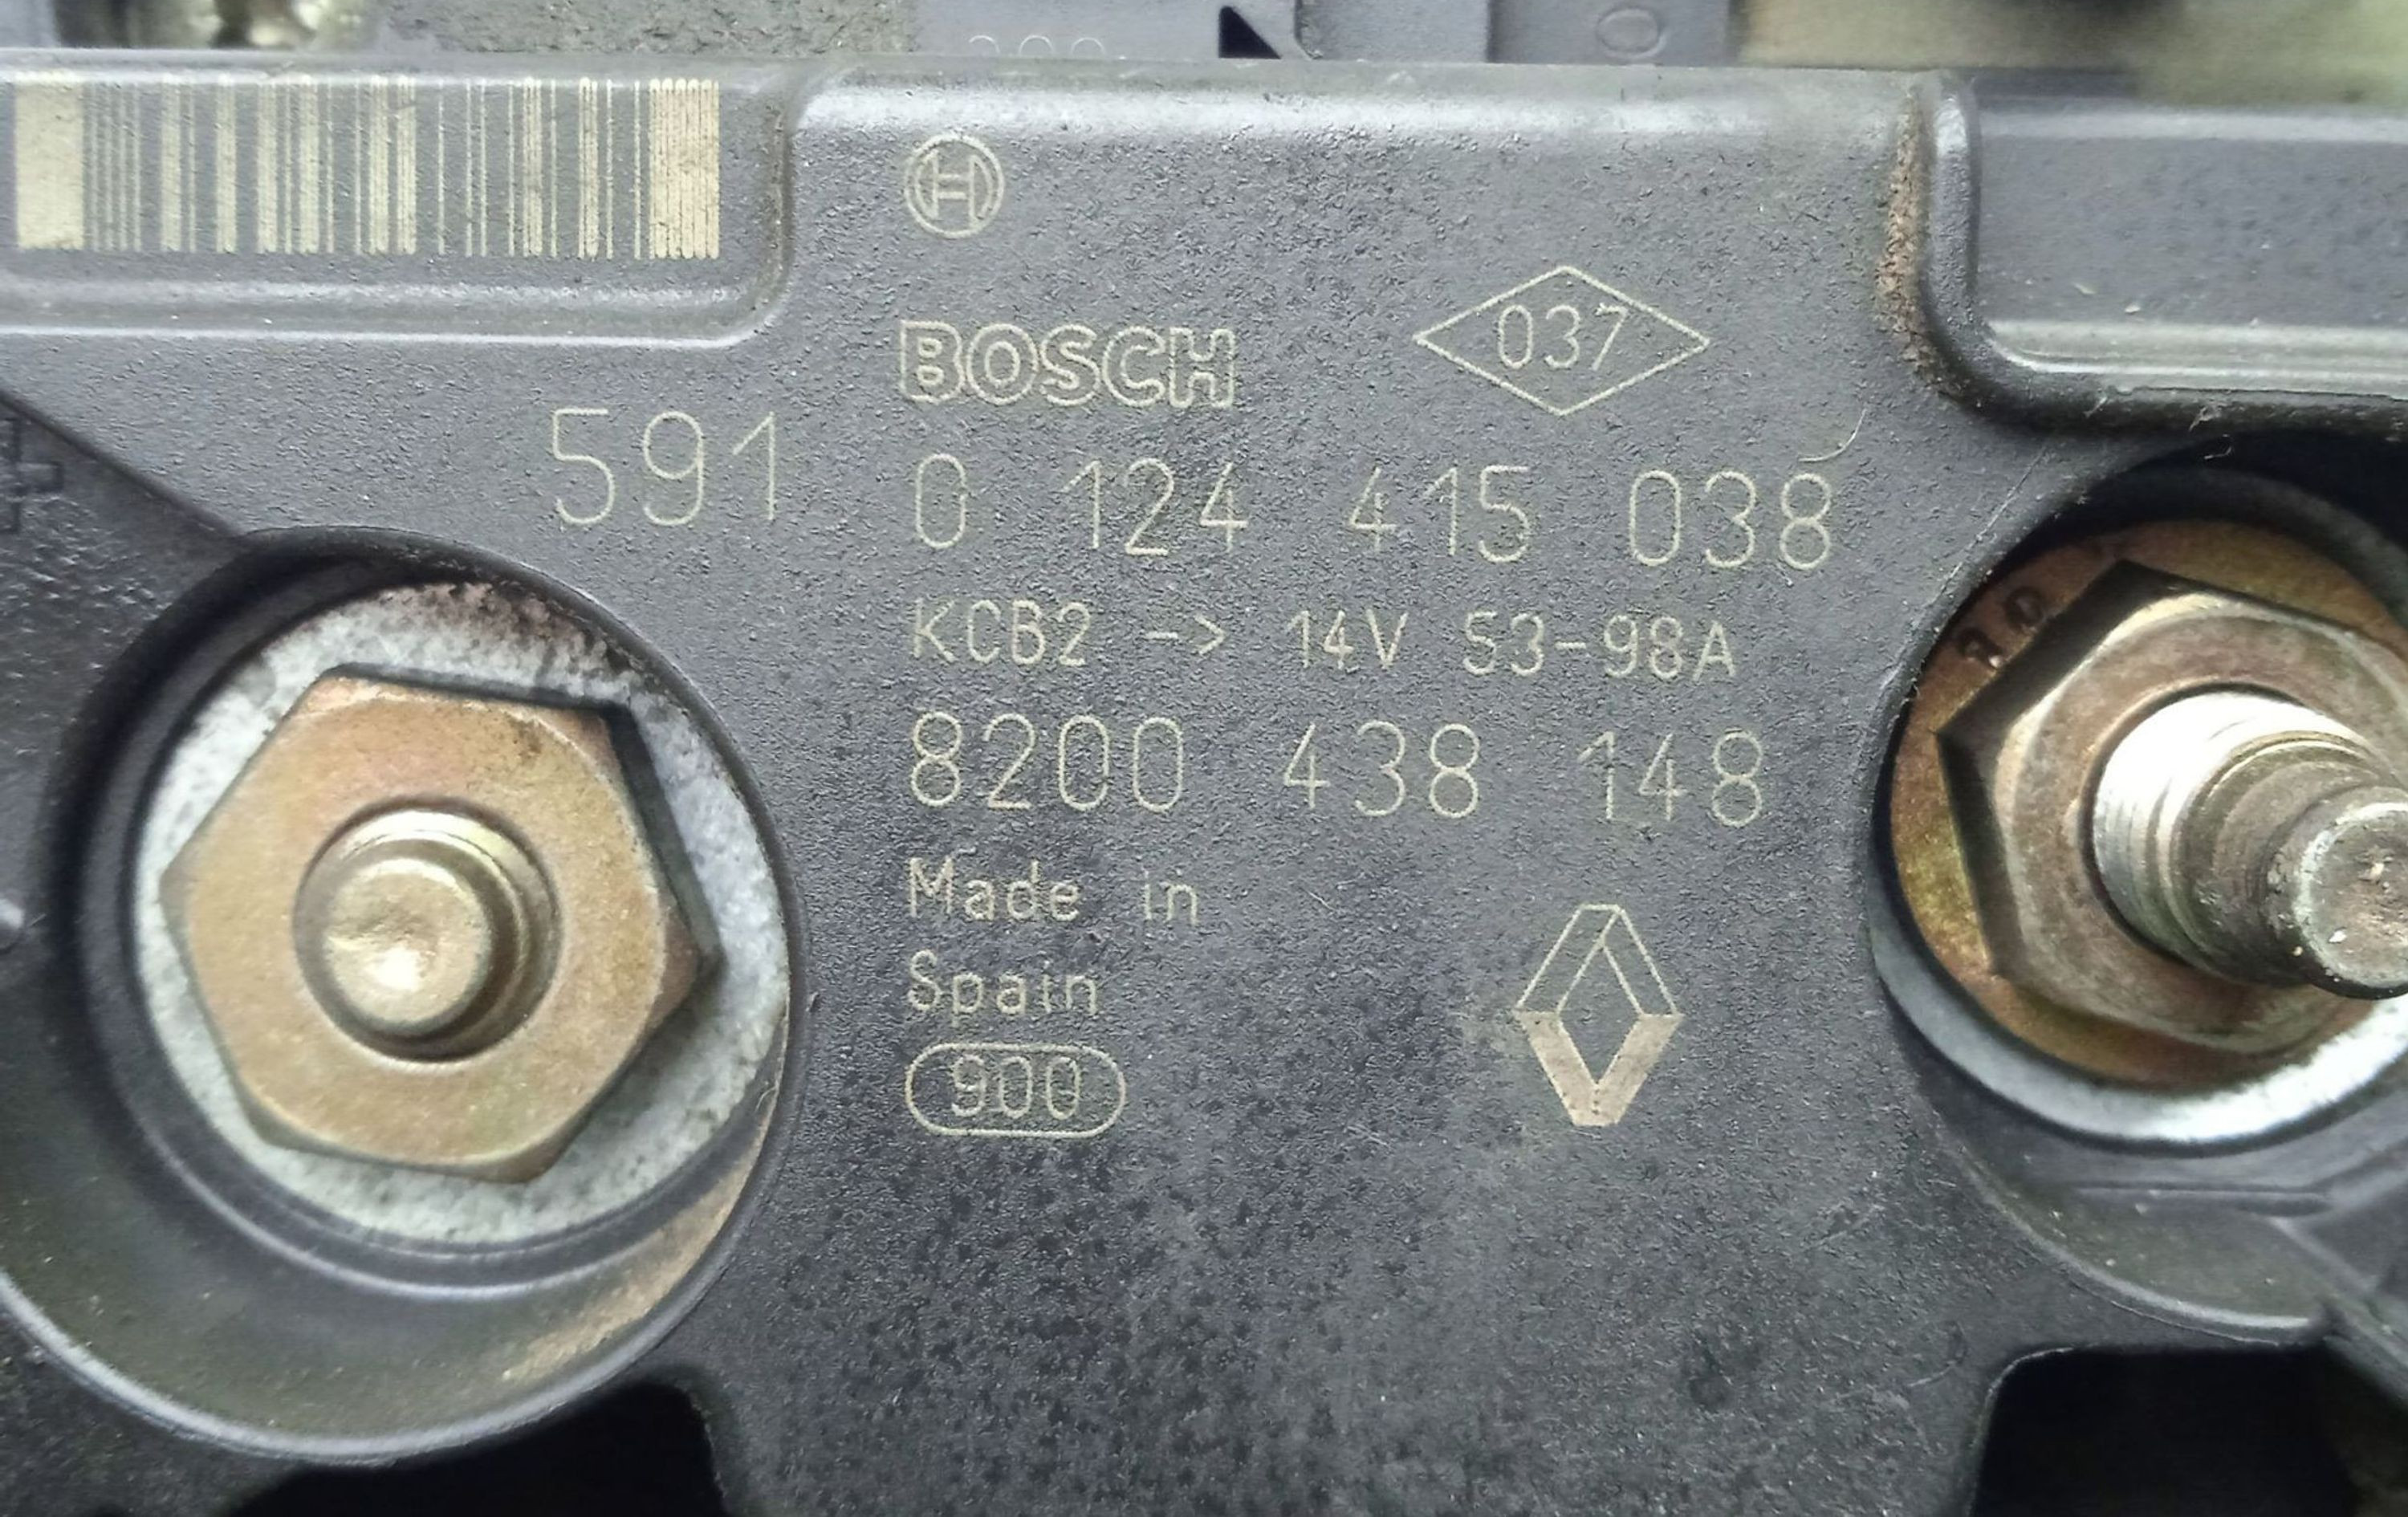 BOSCH
037
591
0 124 415 038
KCB2 -> 14V 53-98A
8200 438 148
Made in
Spain
900